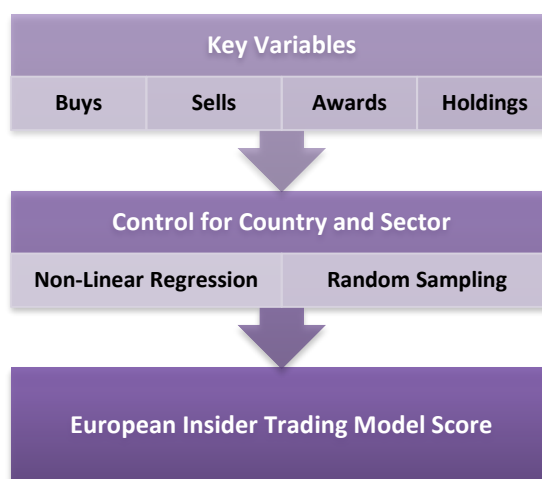 Key Variables
Buys Sells Awards Holdings
Control for Country and Sector
Non-Linear Regression Random Sampling
European Insider Trading Model Score